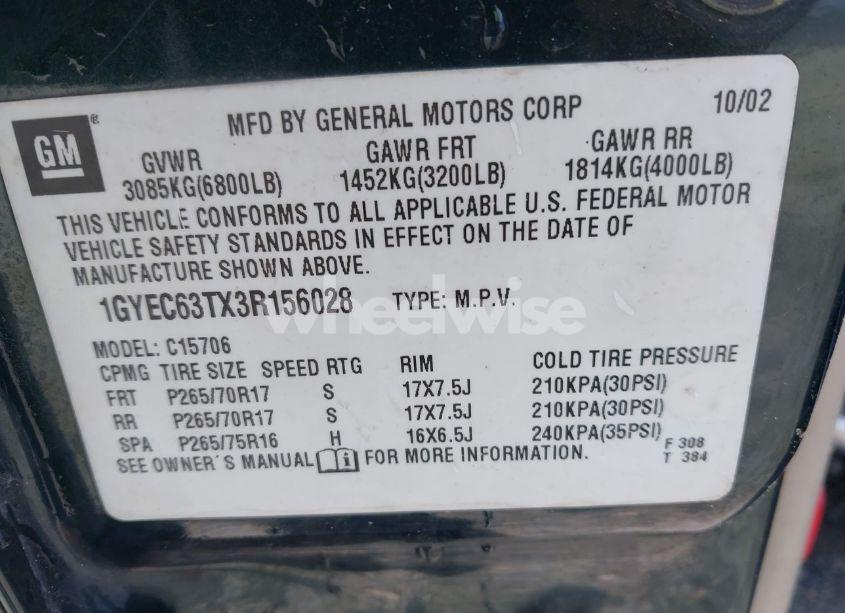 GM ®
MFD BY GENERAL MOTORS CORP 10/02
GVWR GAWR FRT GAWR RR
3085KG(6800LB) 1452KG(3200LB) 1814KG(4000LB)
THIS VEHICLE CONFORMS TO ALL APPLICABLE U.S. FEDERAL MOTOR
VEHICLE SAFETY STANDARDS IN EFFECT ON THE DATE OF
MANUFACTURE SHOWN ABOVE.
1GYEC63TX3R156028 TYPE: M.P.V.
wheelwise
MODEL: C15706
CPMG TIRE SIZE SPEED RTG RIM COLD TIRE PRESSURE
FRT P265/70R17 S 17X7.5J 210KPA(30PSI)
RR P265/70R17 S 17X7.5J 210KPA(30PSI)
SPA P265/75R16 H 16X6.5J 240KPA(35PSI)
SEE OWNER´S MANUAL FOR MORE INFORMATION.
F 308
T 384